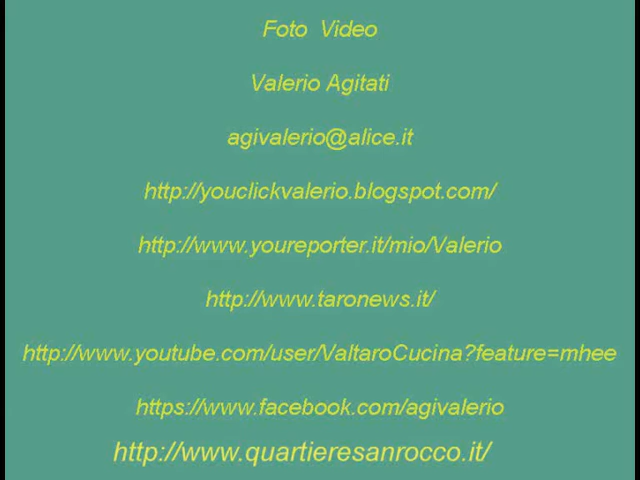 Foto Video
Valerio Agitati
agivalerio@alice.it
http://youclickvalerio.blogspot.com/
http://www.youreporter.it/mio/Valerio
http://www.taronews.it/
http://www.youtube.com/user/ValtaroCucina?feature=mhee
https://www.facebook.com/agivalerio
http://www.quartieresanrocco.it/